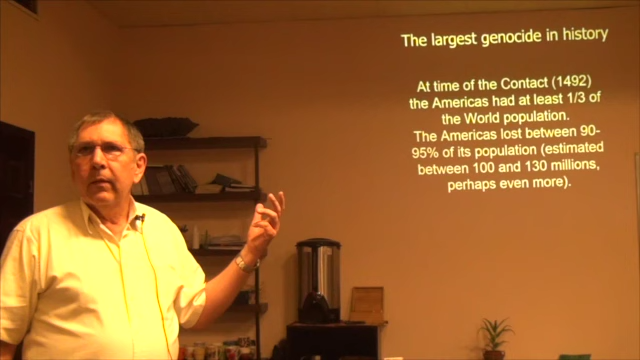 The largest genocide in history
At time of the Contact (1492)
the Americas had at least 1/3 of
the World population.
The Americas lost between 90-
95% of its population (estimated
between 100 and 130 millions,
perhaps even more).